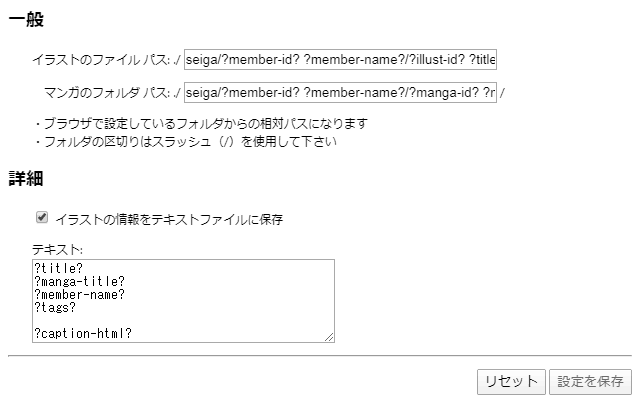 一般
イラストのファイル パス: ./ seiga/?member-id? ?member-name?/?illust-id? ?title
マンガのフォルダ パス: ./ seiga/?member-id? ?member-name?/?manga-id? ?r /
・ブラウザで設定しているフォルダからの相対パスになります
・フォルダの区切りはスラッシュ（/）を使用して下さい
詳細
イラストの情報をテキストファイルに保存
テキスト:
?title?
?manga-title?
?member-name?
?tags?
?caption-html?
リセット 設定を保存